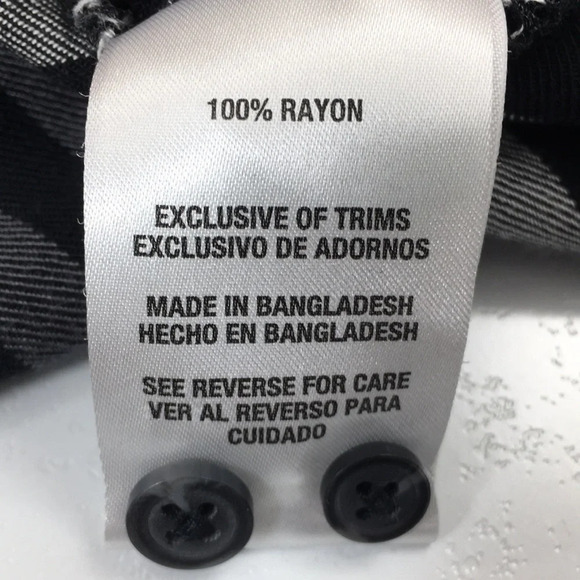 100% RAYON
EXCLUSIVE OF TRIMS
EXCLUSIVO DE ADORNOS
MADE IN BANGLADESH
HECHO EN BANGLADESH
SEE REVERSE FOR CARE
VER AL REVERSO PARA
CUIDADO